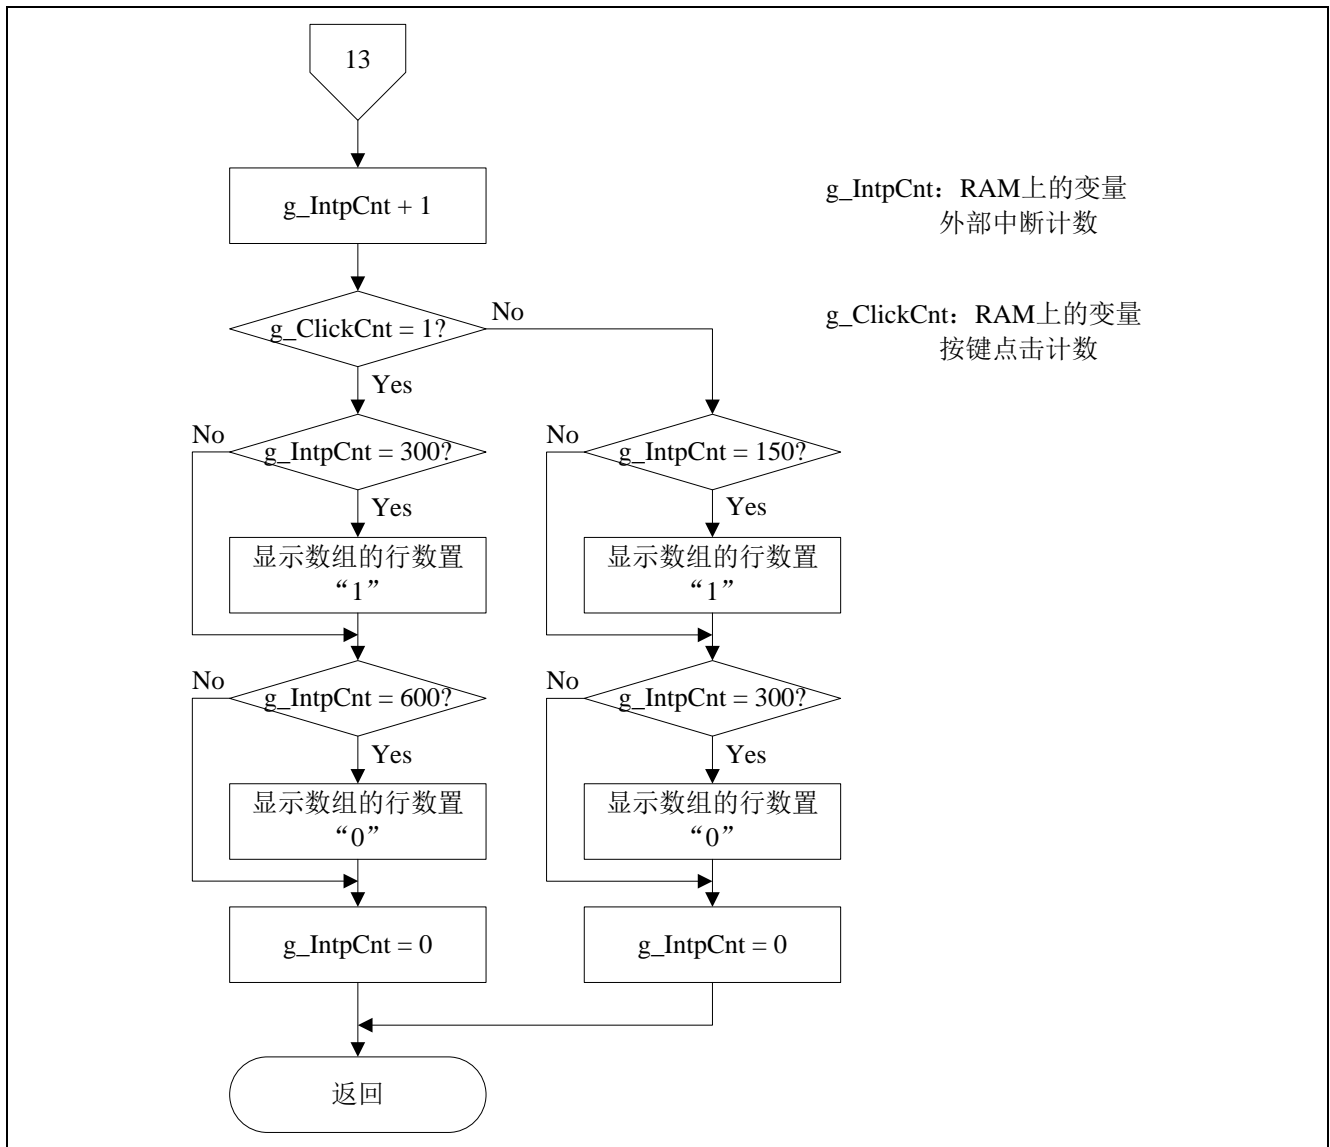 13
g_IntpCnt + 1
g_IntpCnt：RAM上的变量
外部中断计数
g_ClickCnt = 1?
No
g_ClickCnt：RAM上的变量
按键点击计数
Yes
No
g_IntpCnt = 300?
No
g_IntpCnt = 150?
Yes
Yes
显示数组的行数置
“1”
显示数组的行数置
“1”
No
g_IntpCnt = 600?
No
g_IntpCnt = 300?
Yes
Yes
显示数组的行数置
“0”
显示数组的行数置
“0”
g_IntpCnt = 0
g_IntpCnt = 0
返回